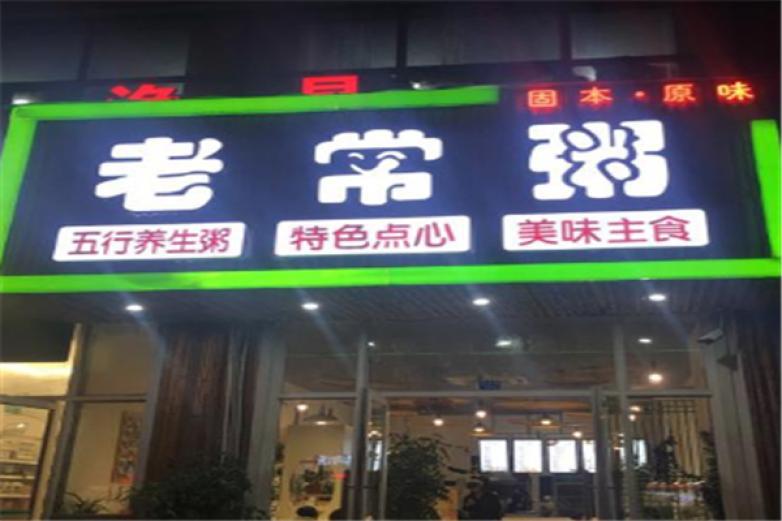 固本·原味
老常粥
五行养生粥
特色点心
美味主食